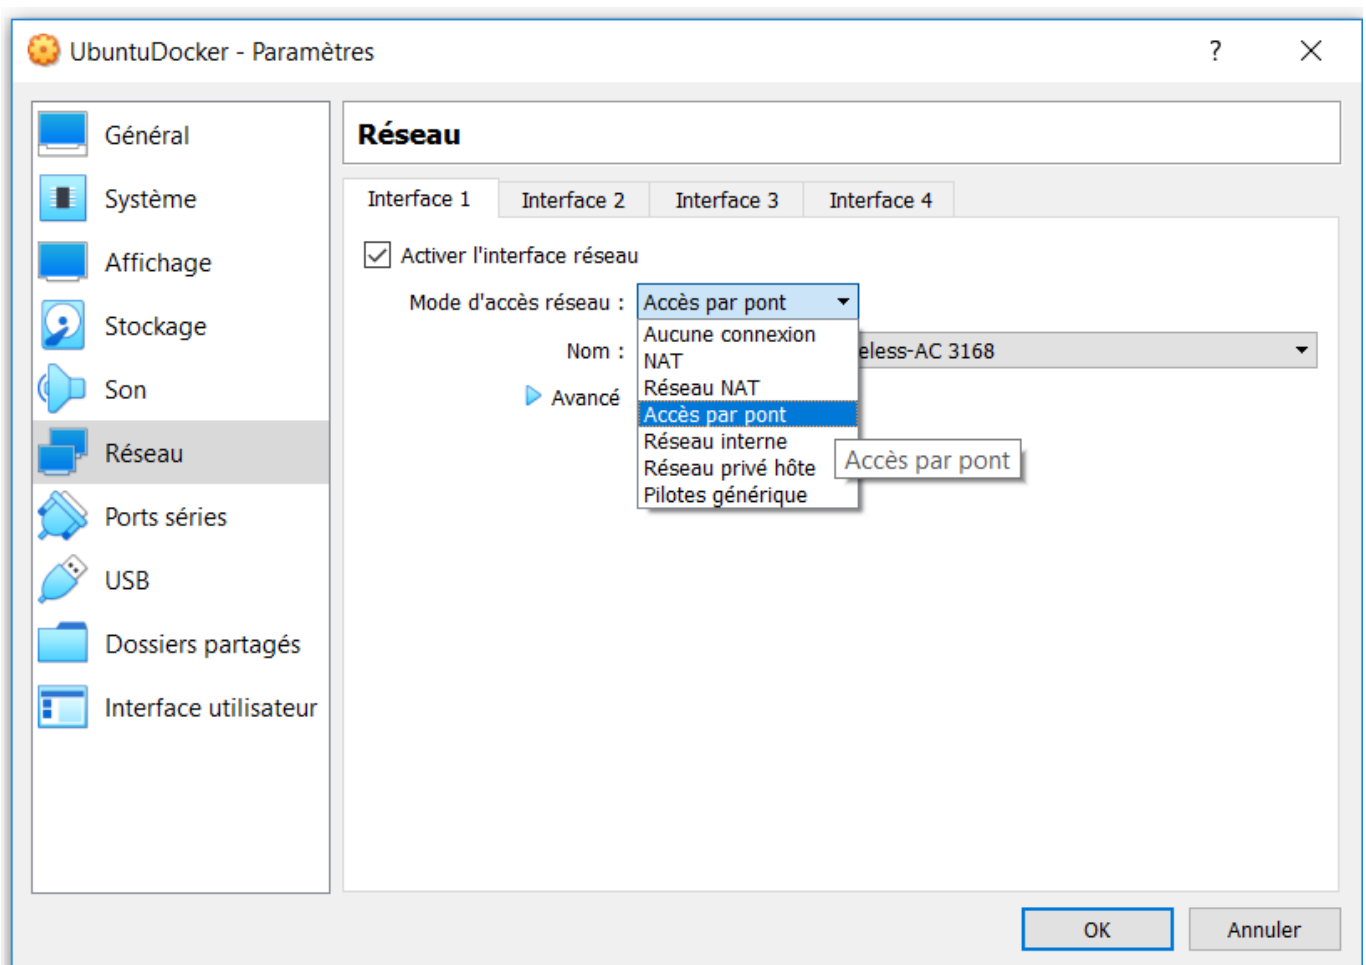 UbuntuDocker - Paramètres ?
Général
Système
Affichage
Stockage
Son
Réseau
Ports séries
USB
Dossiers partagés
Interface utilisateur
Réseau
Interface 1 Interface 2 Interface 3 Interface 4
Activer l'interface réseau
Mode d'accès réseau : Accès par pont
Aucune connexion
Nom : eless-AC 3168
NAT
Réseau NAT
Avancé
Accès par pont
Réseau interne
Accès par pont
Réseau privé hôte
Pilotes générique
OK Annuler